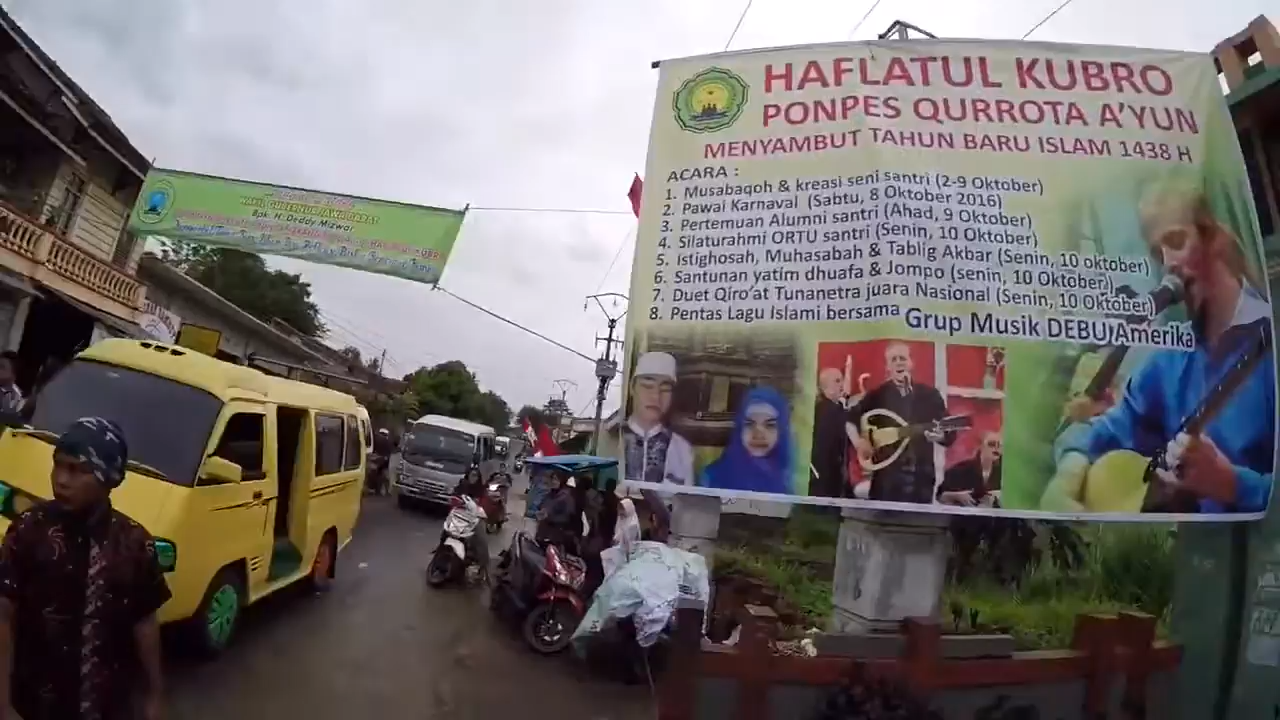 HAFLATUL KUBRO
PONPES QURROTA A'YUN
MENYAMBUT TAHUN BARU ISLAM 1438 H
ACARA :
1. Musabaqoh & kreasi seni santri (2-9 Oktober)
2. Pawai Karnaval (Sabtu, 8 Oktober 2016)
3. Pertemuan Alumni santri (Ahad, 9 Oktober)
4. Silaturahmi ORTU santri (Senin, 10 Oktober)
5. Istighosah, Muhasabah & Tablig Akbar (Senin, 10 oktober)
6. Santunan yatim dhuafa & Jompo (senin, 10 Oktober)
7. Duet Qiro'at Tunanetra juara Nasional (Senin, 10 Oktober)
8. Pentas Lagu Islami bersama Grup Musik DEBU Amerika
WAKIL GUBERNUR JAWA BARAT
Bpk. H. Deddy Mizwar